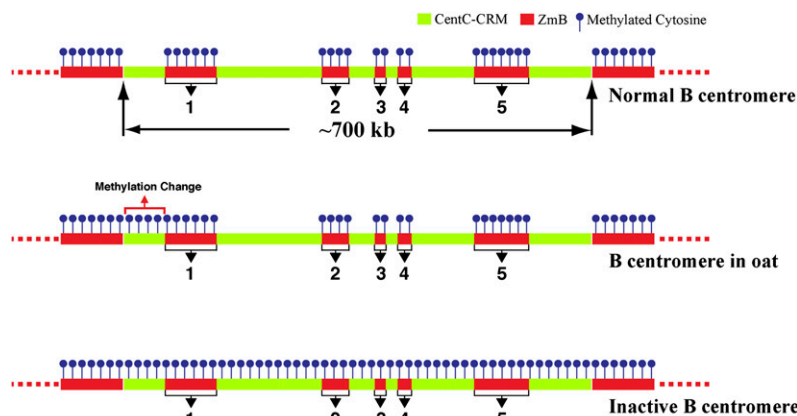 CentC-CRM ZmB Methylated Cytosine
1 2 3 4 5
Normal B centromere
~700 kb
Methylation Change
1 2 3 4 5
B centromere in oat
Inactive B centromere